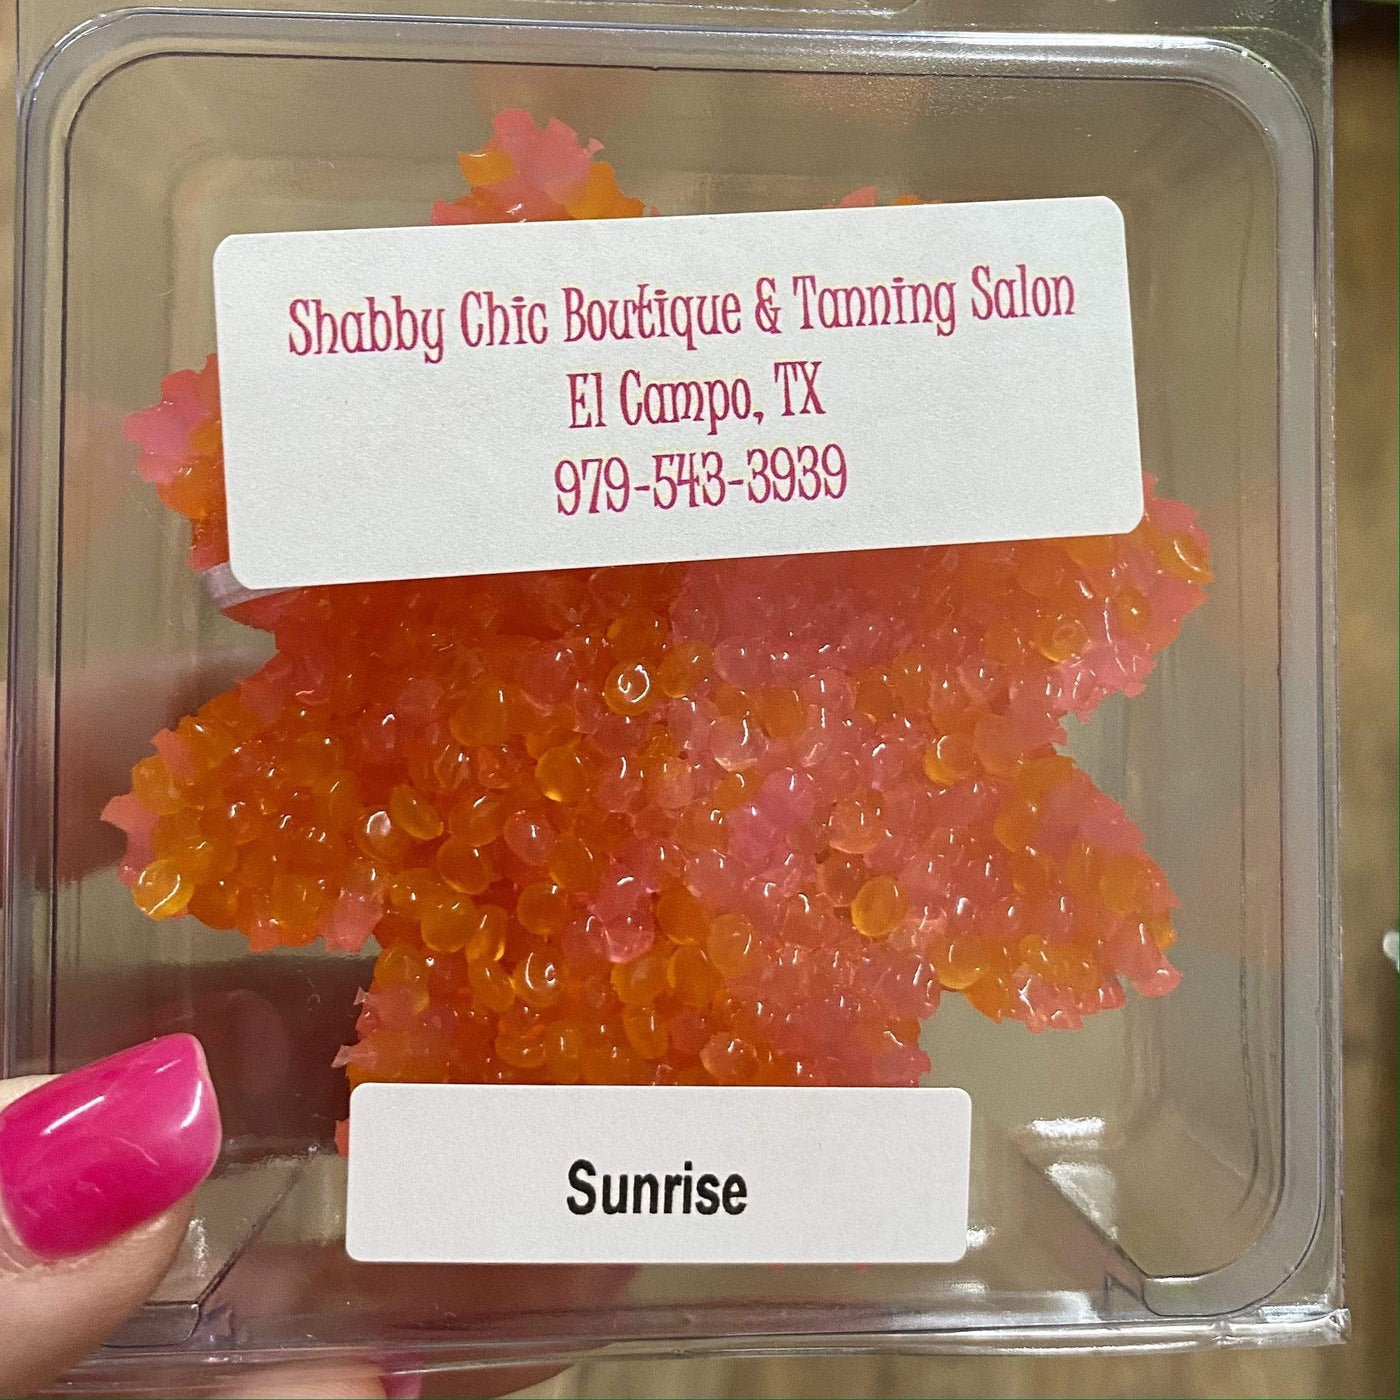 Shabby Chic Boutique & Tanning Salon
El Campo, TX
979-543-3939
Sunrise